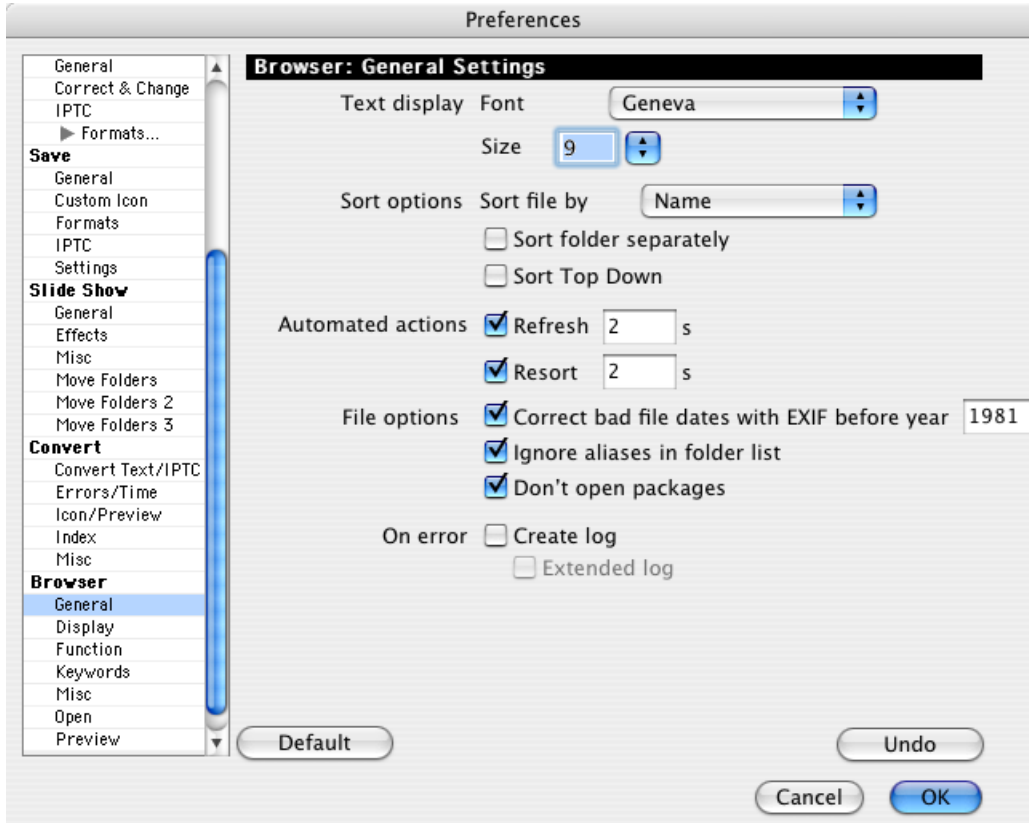 Preferences
General
Correct & Change
IPTC
Formats...
Save
General
Custom Icon
Formats
IPTC
Settings
Slide Show
General
Effects
Misc
Move Folders
Move Folders 2
Move Folders 3
Convert
Convert Text/IPTC
Errors/Time
Icon/Preview
Index
Misc
Browser
General
Display
Function
Keywords
Misc
Open
Preview
Browser: General Settings
Text display Font Geneva
Size 9
Sort options Sort file by Name
Sort folder separately
Sort Top Down
Automated actions Refresh 2 s
Resort 2 s
File options Correct bad file dates with EXIF before year 1981
Ignore aliases in folder list
Don't open packages
On error Create log
Extended log
Default Undo
Cancel OK